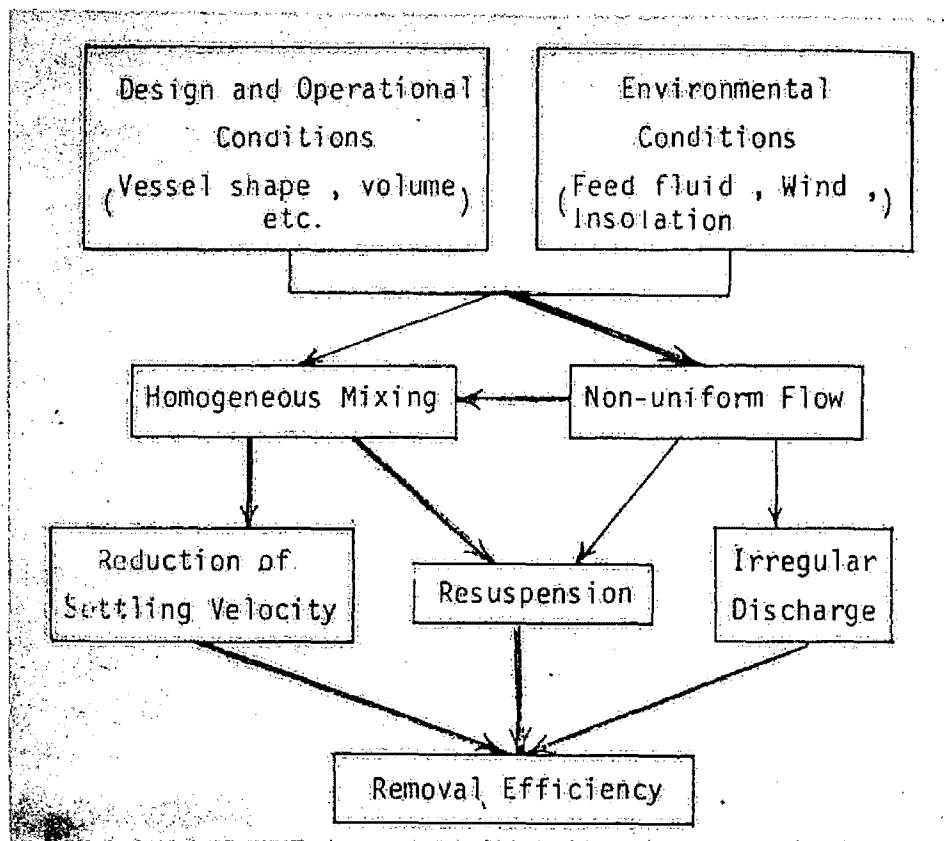 Design and Operational
Conditions
(Vessel shape , volume
etc.)
Environmental
Conditions
(Feed fluid , Wind ,
Insolation)
Homogeneous Mixing
Non-uniform Flow
Reduction of
Settling Velocity
Resuspension
Irregular
Discharge
Removal Efficiency